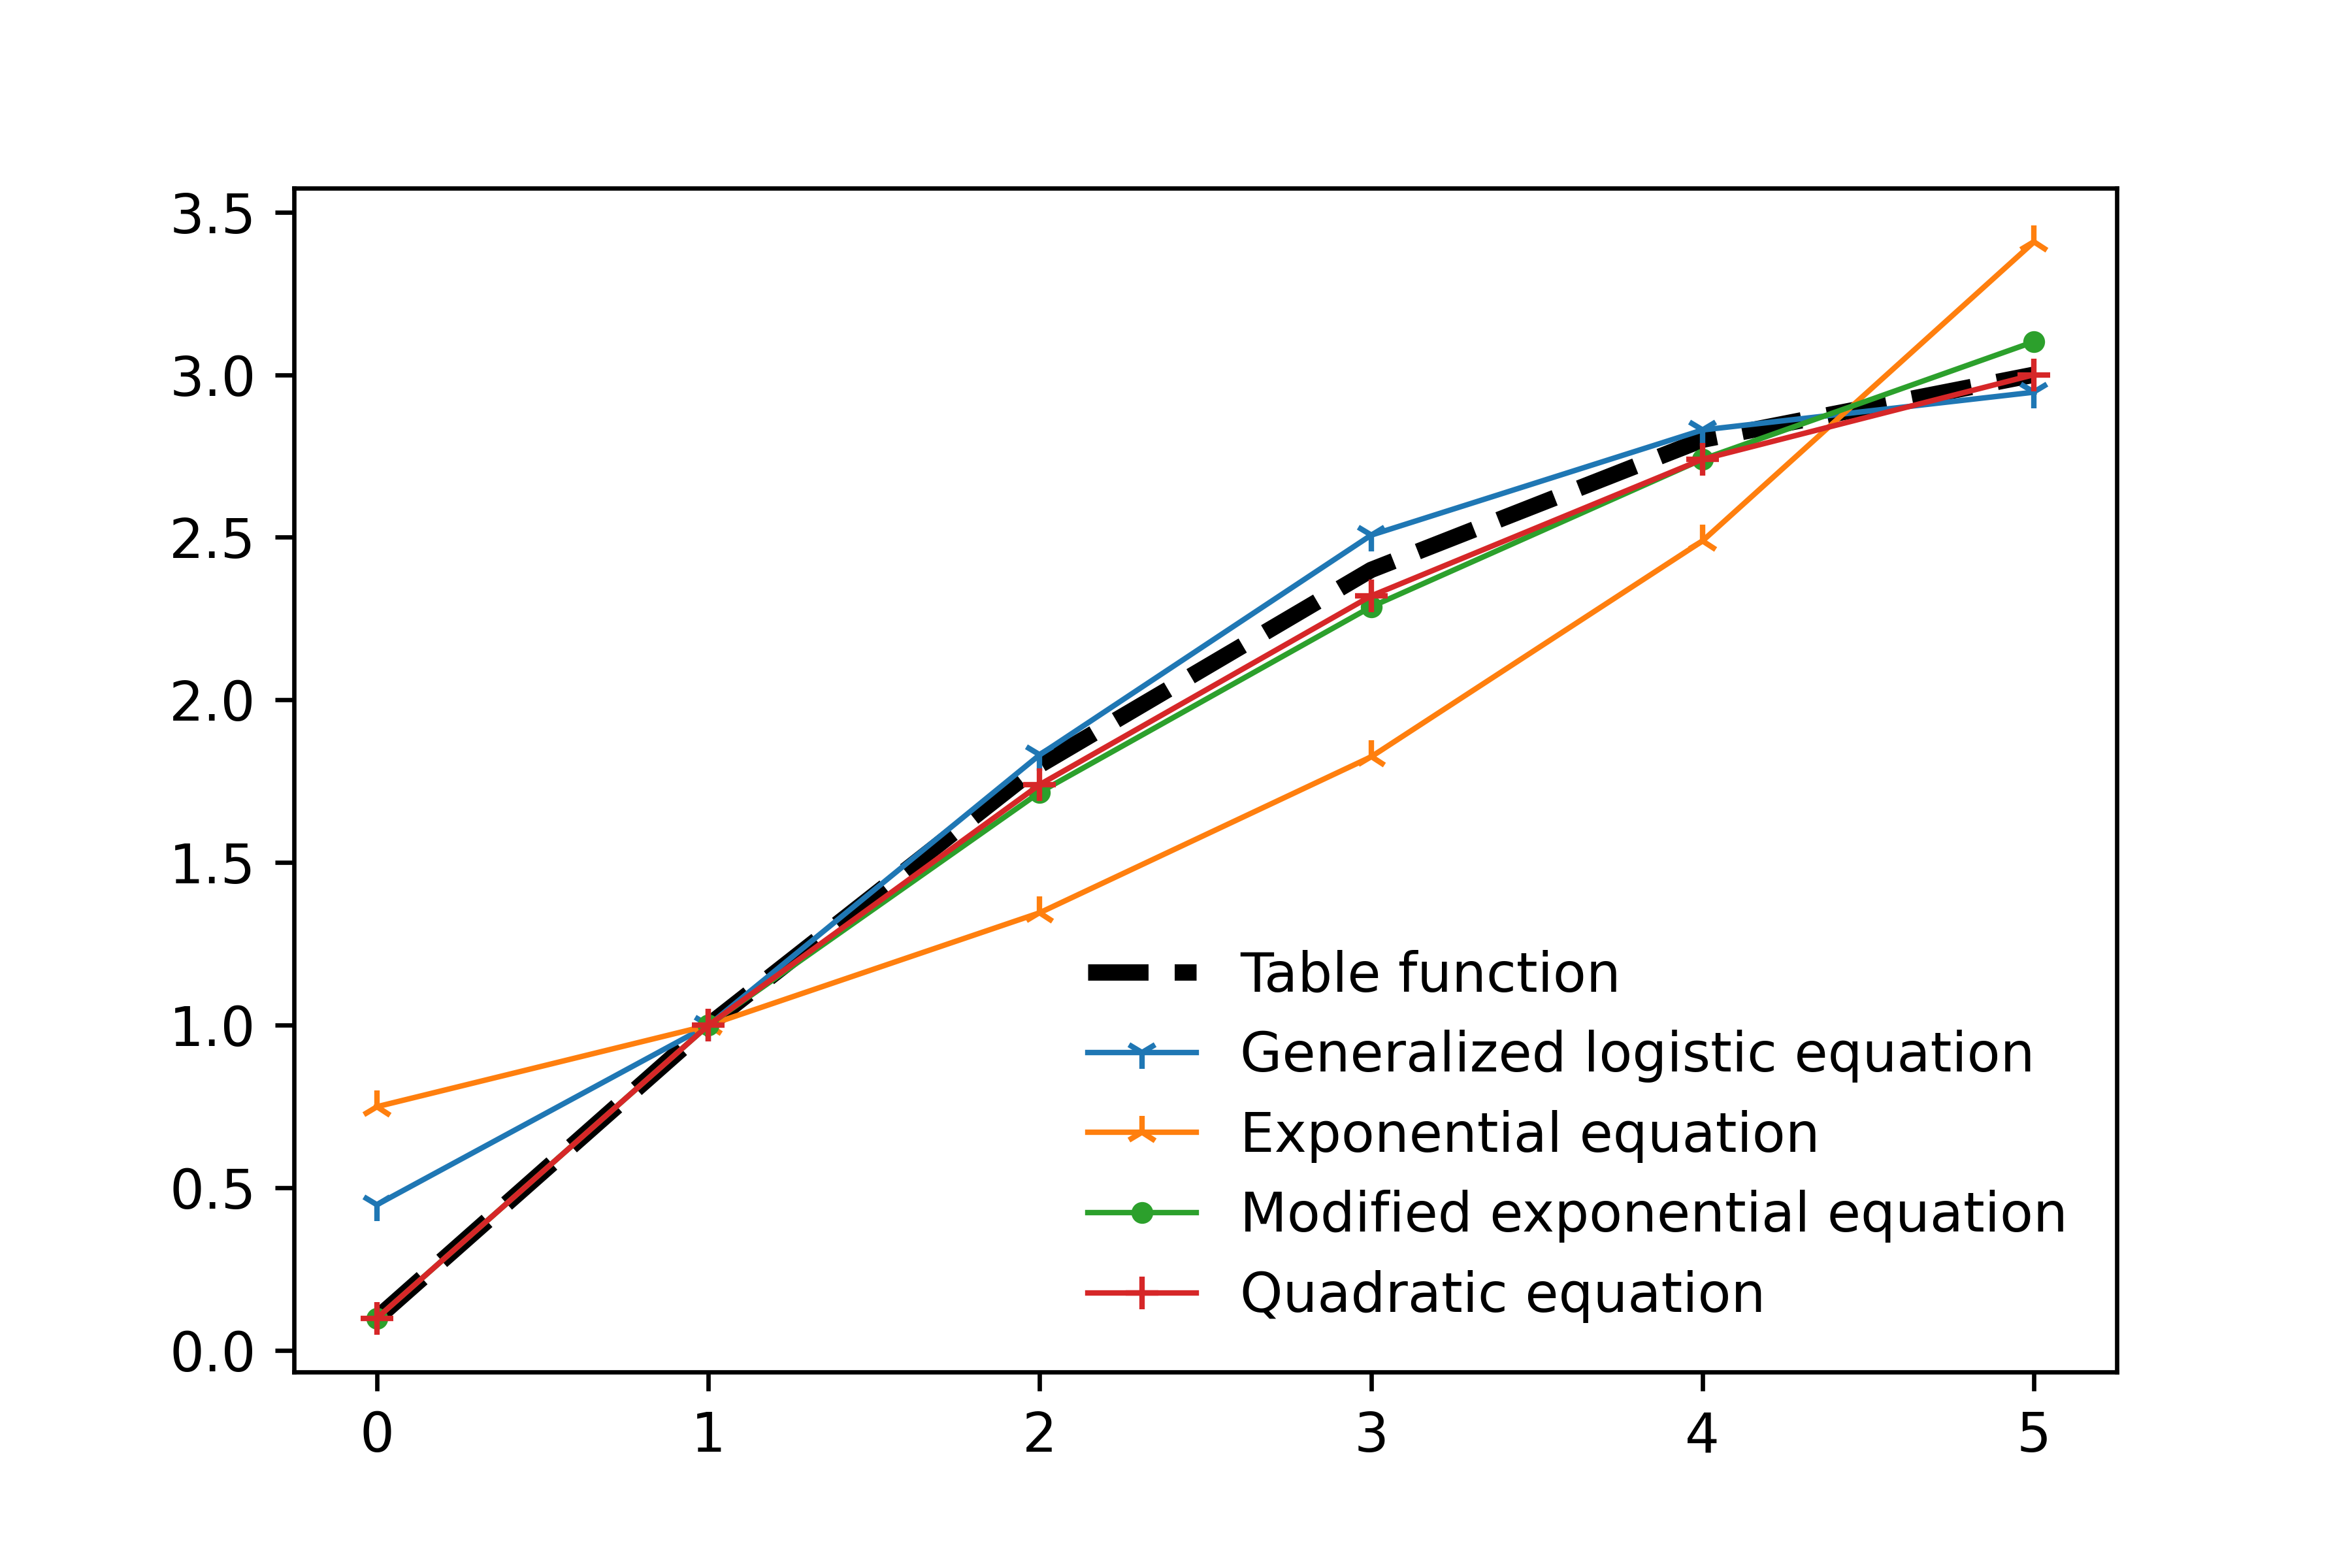 3.5
3.0
2.5
2.0
1.5
1.0
0.5
0.0
Table function
Generalized logistic equation
Exponential equation
Modified exponential equation
Quadratic equation
0 1 2 3 4 5